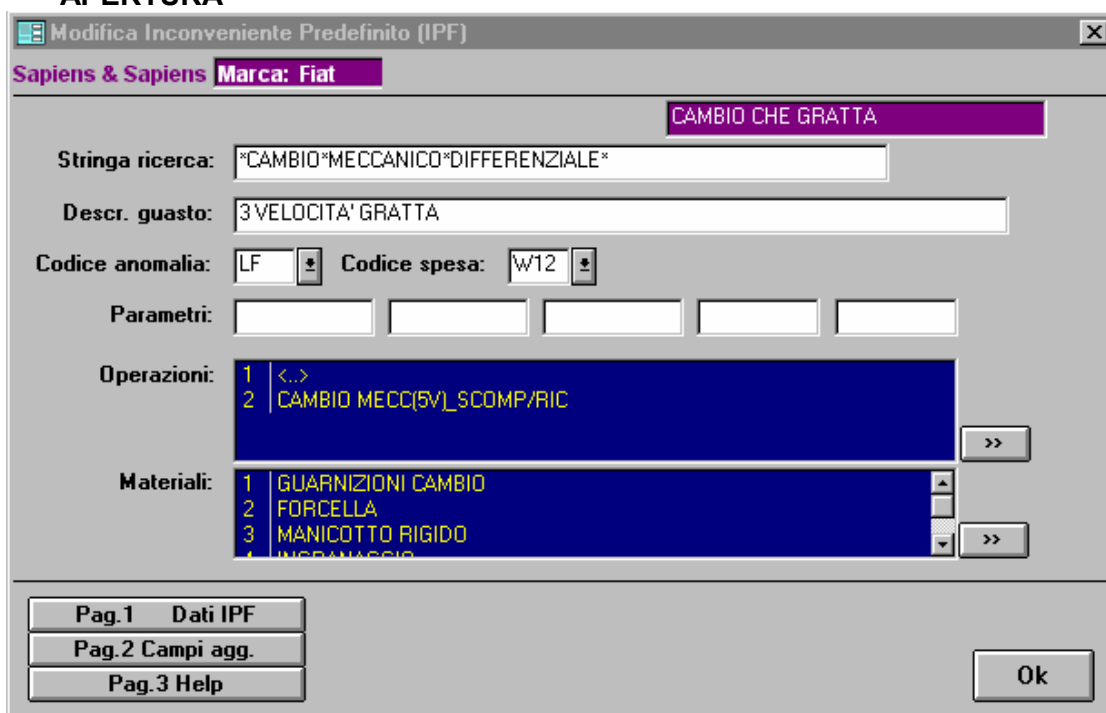 APERTURA
Modifica Inconveniente Predefinito (IPF)
Sapiens & Sapiens Marca: Fiat
CAMBIO CHE GRATTA
Stringa ricerca: *CAMBIO*MECCANICO*DIFFERENZIALE*
Descr. guasto: 3 VELOCITA' GRATTA
Codice anomalia: LF Codice spesa: W12
Parametri:
Operazioni: 1 <..>
2 CAMBIO MECC(5V)_SCOMP/RIC
>>
Materiali: 1 GUARNIZIONI CAMBIO
2 FORCELLA
3 MANICOTTO RIGIDO
4 INGRANAGGIO
>>
Pag.1 Dati IPF
Pag.2 Campi agg.
Pag.3 Help
Ok